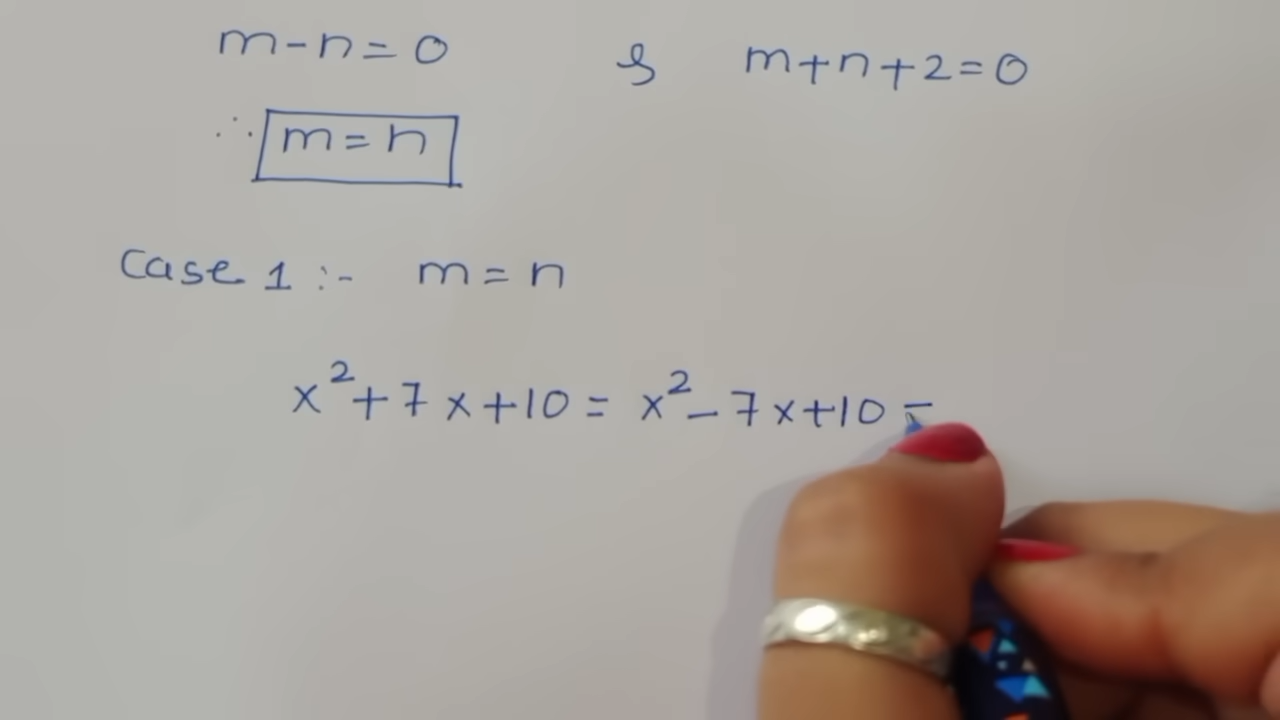 m-n=0 & m+n+2=0
∴ m=n
Case 1 :- m=n
x²+7x+10 = x²-7x+10 =